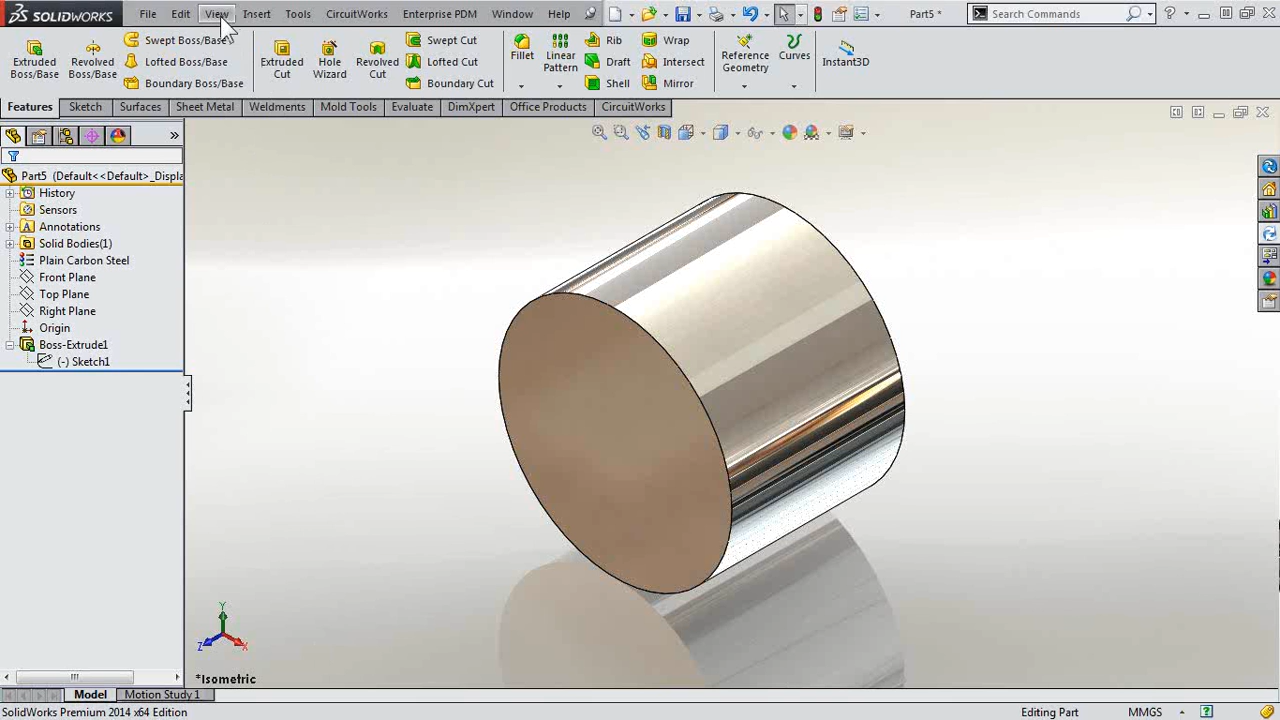 SOLIDWORKS File Edit View Insert Tools CircuitWorks Enterprise PDM Window Help Part5 * Search Commands
Extruded Boss/Base
Revolved Boss/Base
Swept Boss/Base
Lofted Boss/Base
Boundary Boss/Base
Extruded Cut
Hole Wizard
Revolved Cut
Swept Cut
Lofted Cut
Boundary Cut
Fillet
Linear Pattern
Rib
Draft
Shell
Wrap
Intersect
Mirror
Reference Geometry
Curves
Instant3D
Features Sketch Surfaces Sheet Metal Weldments Mold Tools Evaluate DimXpert Office Products CircuitWorks
Part5 (Default<<Default>_Displa
History
Sensors
Annotations
Solid Bodies(1)
Plain Carbon Steel
Front Plane
Top Plane
Right Plane
Origin
Boss-Extrude1
(-) Sketch1
Y
Z
X
*Isometric
Model Motion Study 1
SolidWorks Premium 2014 x64 Edition Editing Part MMGS